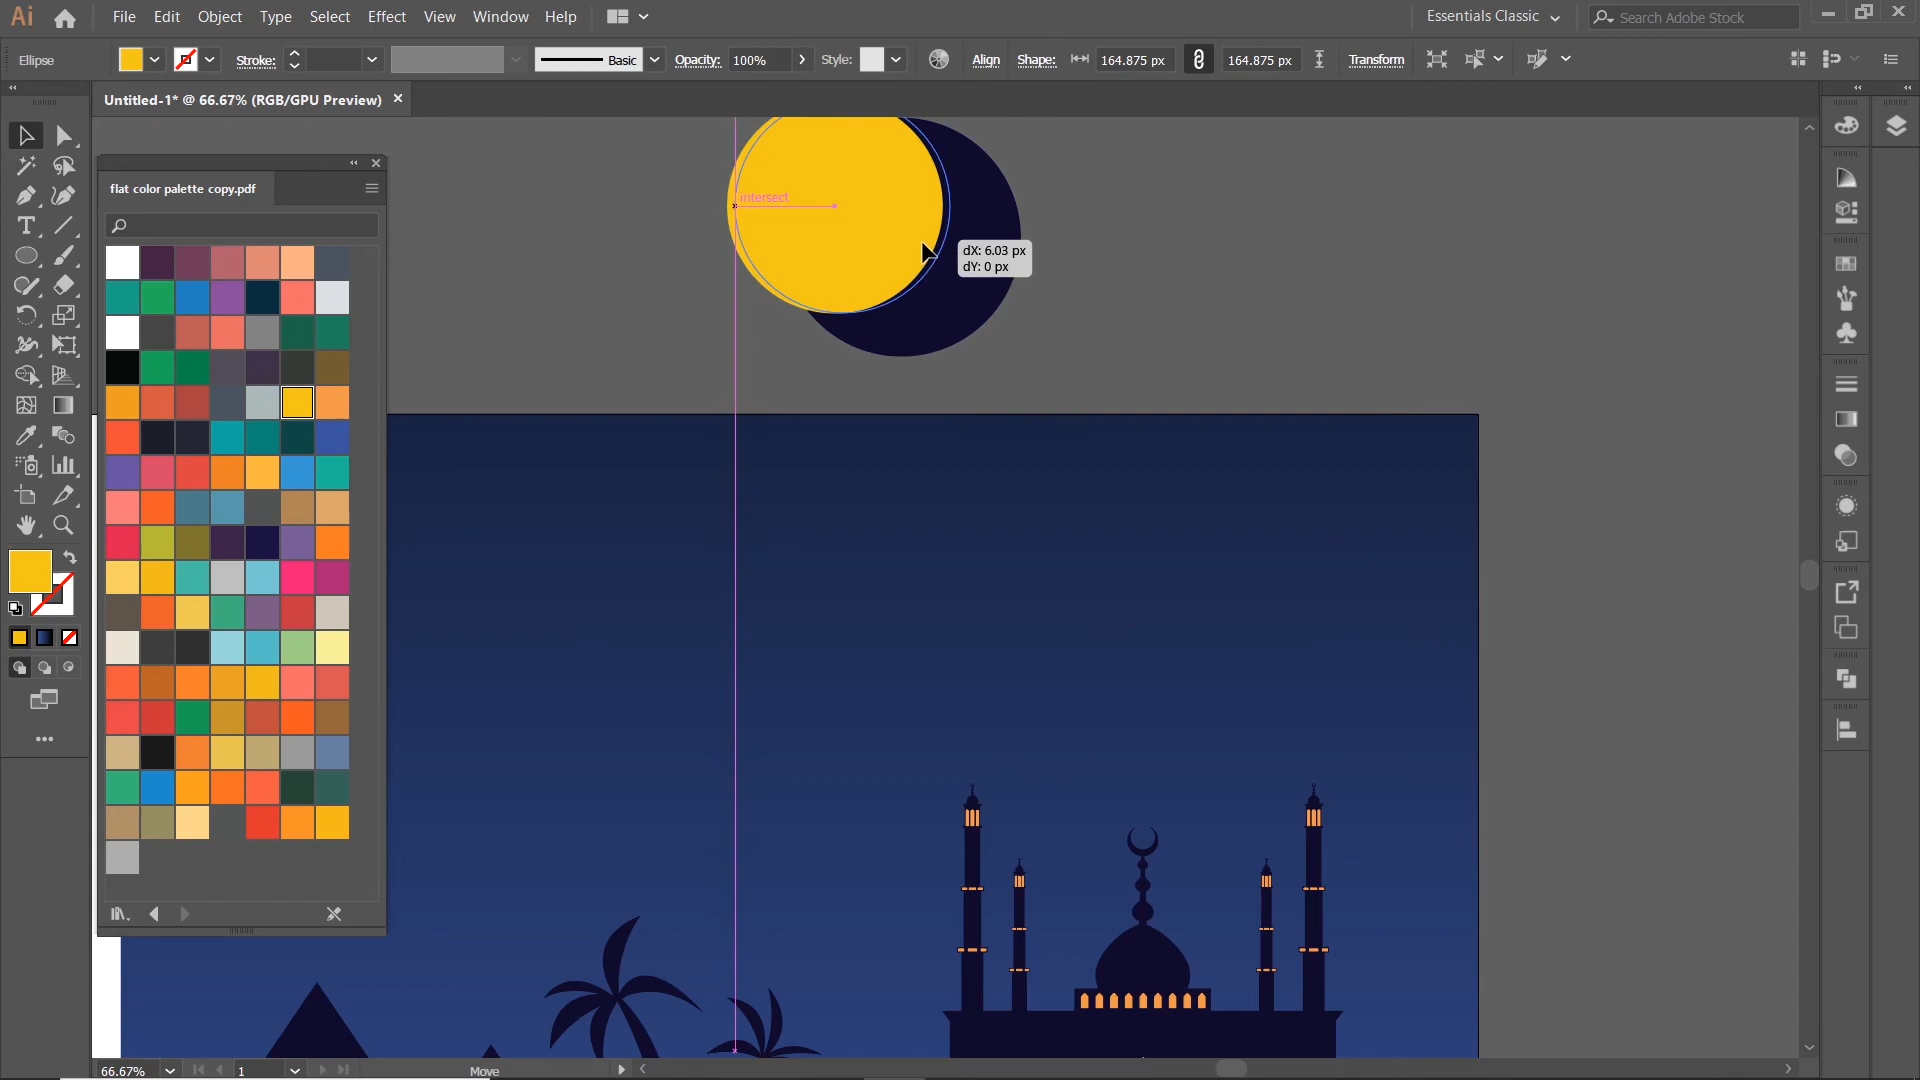 Ai File Edit Object Type Select Effect View Window Help Essentials Classic Search Adobe Stock
Ellipse Stroke: Basic Opacity: 100% Style: Align Shape: 164.875 px 164.875 px Transform
Untitled-1* @ 66.67% (RGB/GPU Preview)
flat color palette copy.pdf
intersect
dX: 6.03 px
dY: 0 px
66.67% 1 Move